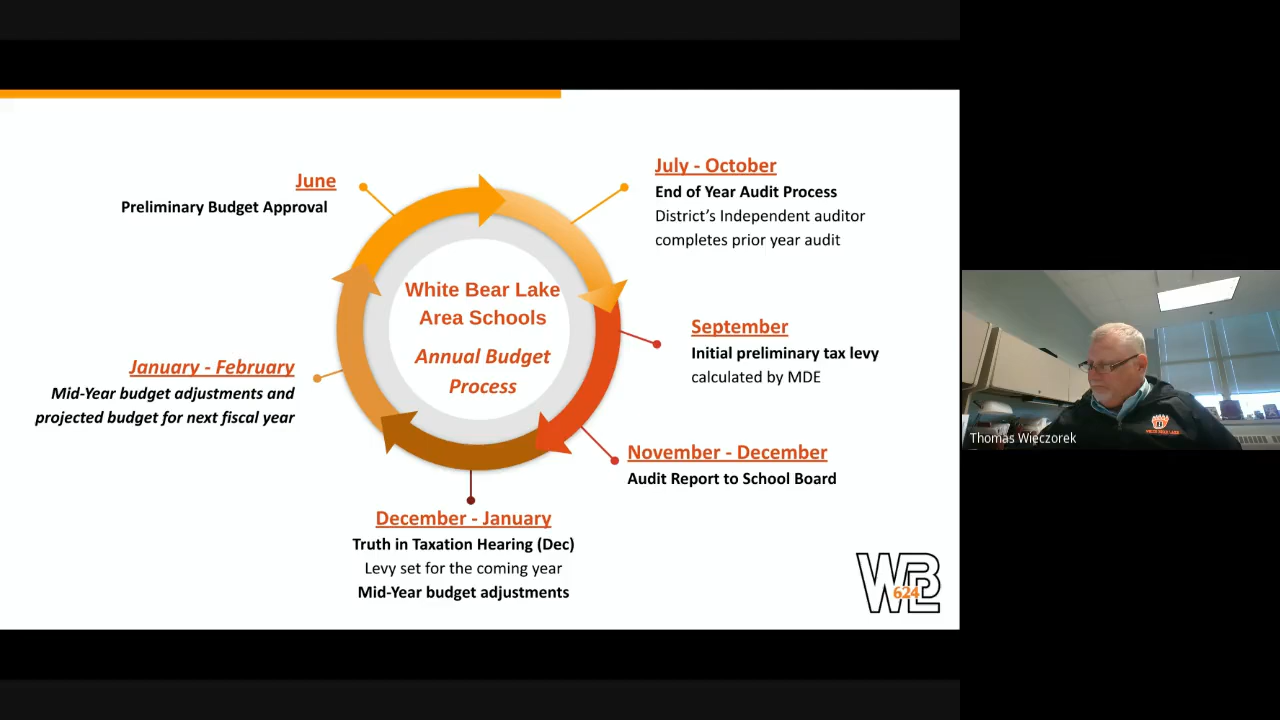 June
Preliminary Budget Approval
July - October
End of Year Audit Process
District's Independent auditor
completes prior year audit
White Bear Lake
Area Schools
Annual Budget
Process
September
Initial preliminary tax levy
calculated by MDE
January - February
Mid-Year budget adjustments and
projected budget for next fiscal year
November - December
Audit Report to School Board
December - January
Truth in Taxation Hearing (Dec)
Levy set for the coming year
Mid-Year budget adjustments
WBL
624
Thomas Wieczorek